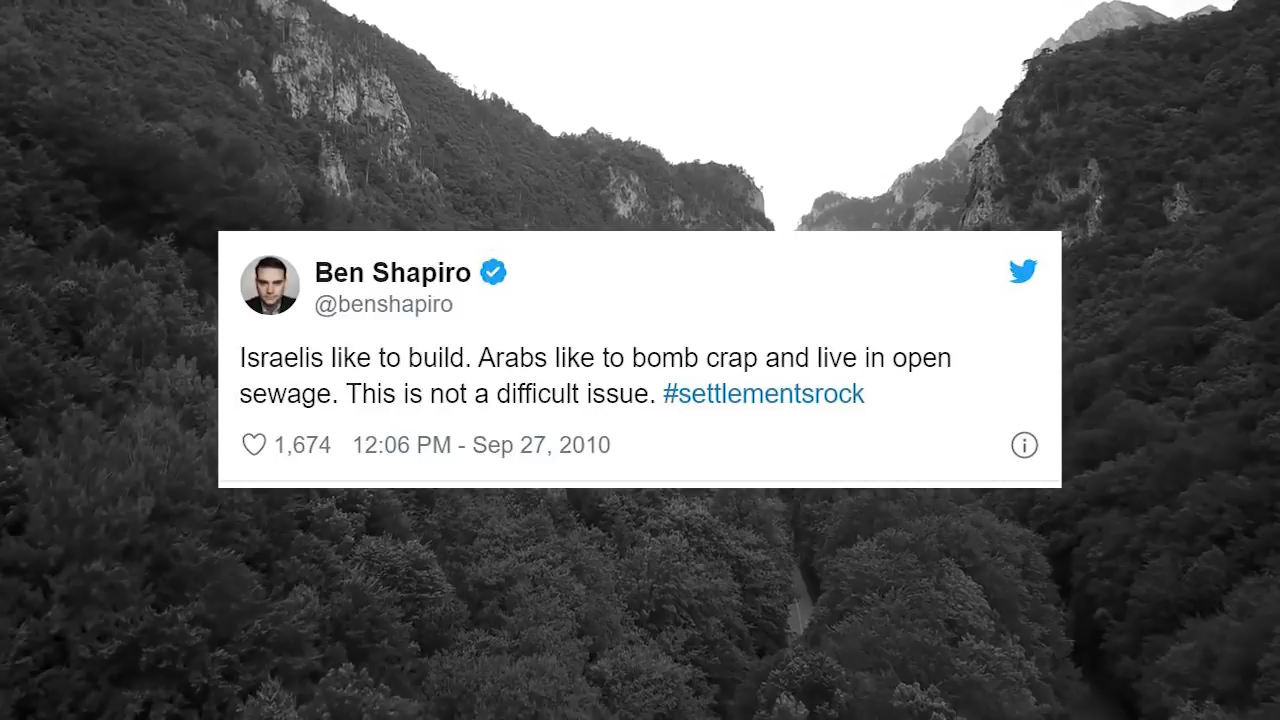 Ben Shapiro
@benshapiro
Israelis like to build. Arabs like to bomb crap and live in open
sewage. This is not a difficult issue. #settlementsrock
1,674 12:06 PM - Sep 27, 2010